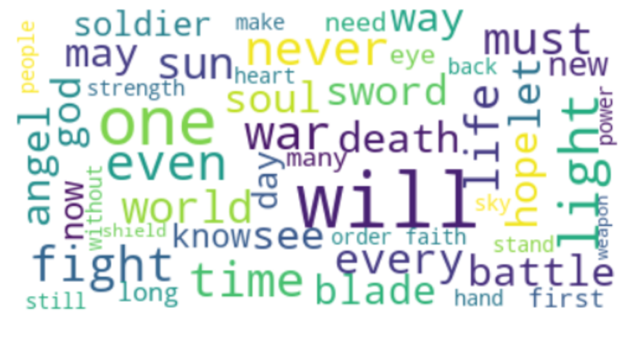 soldier make need way
people may sun never eye must
strength heart back new
god soul sword let
angel one war death life power
even day many hope light
now without world will sky
shield know see order faith stand weapon
fight every battle
time blade
still long hand first